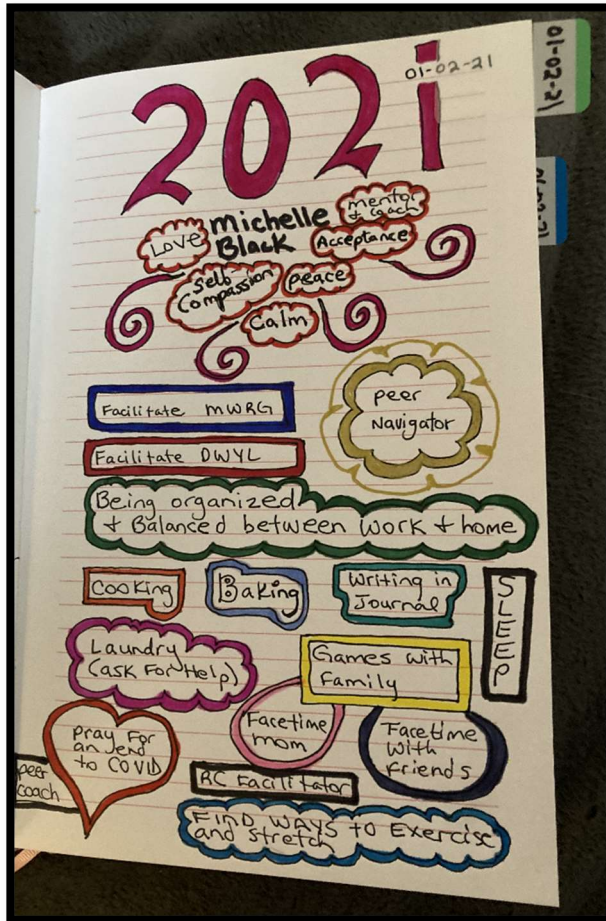 2021
01-02-21
01-02-21
Michelle
Black
Love
mentor
& coach
Acceptance
Self
Compassion
peace
Calm
Facilitate MWRG
peer
Navigator
Facilitate DWYL
Being organized
& Balanced between work & home
Cooking
Baking
Writing in
Journal
SLEEP
Laundry
(ask For Help)
Games with
Family
Facetime
mom
Facetime
with
Friends
pray For
an end
to COVID
peer
coach
RC Facilitator
FIND WAYS to Exercise
and stretch